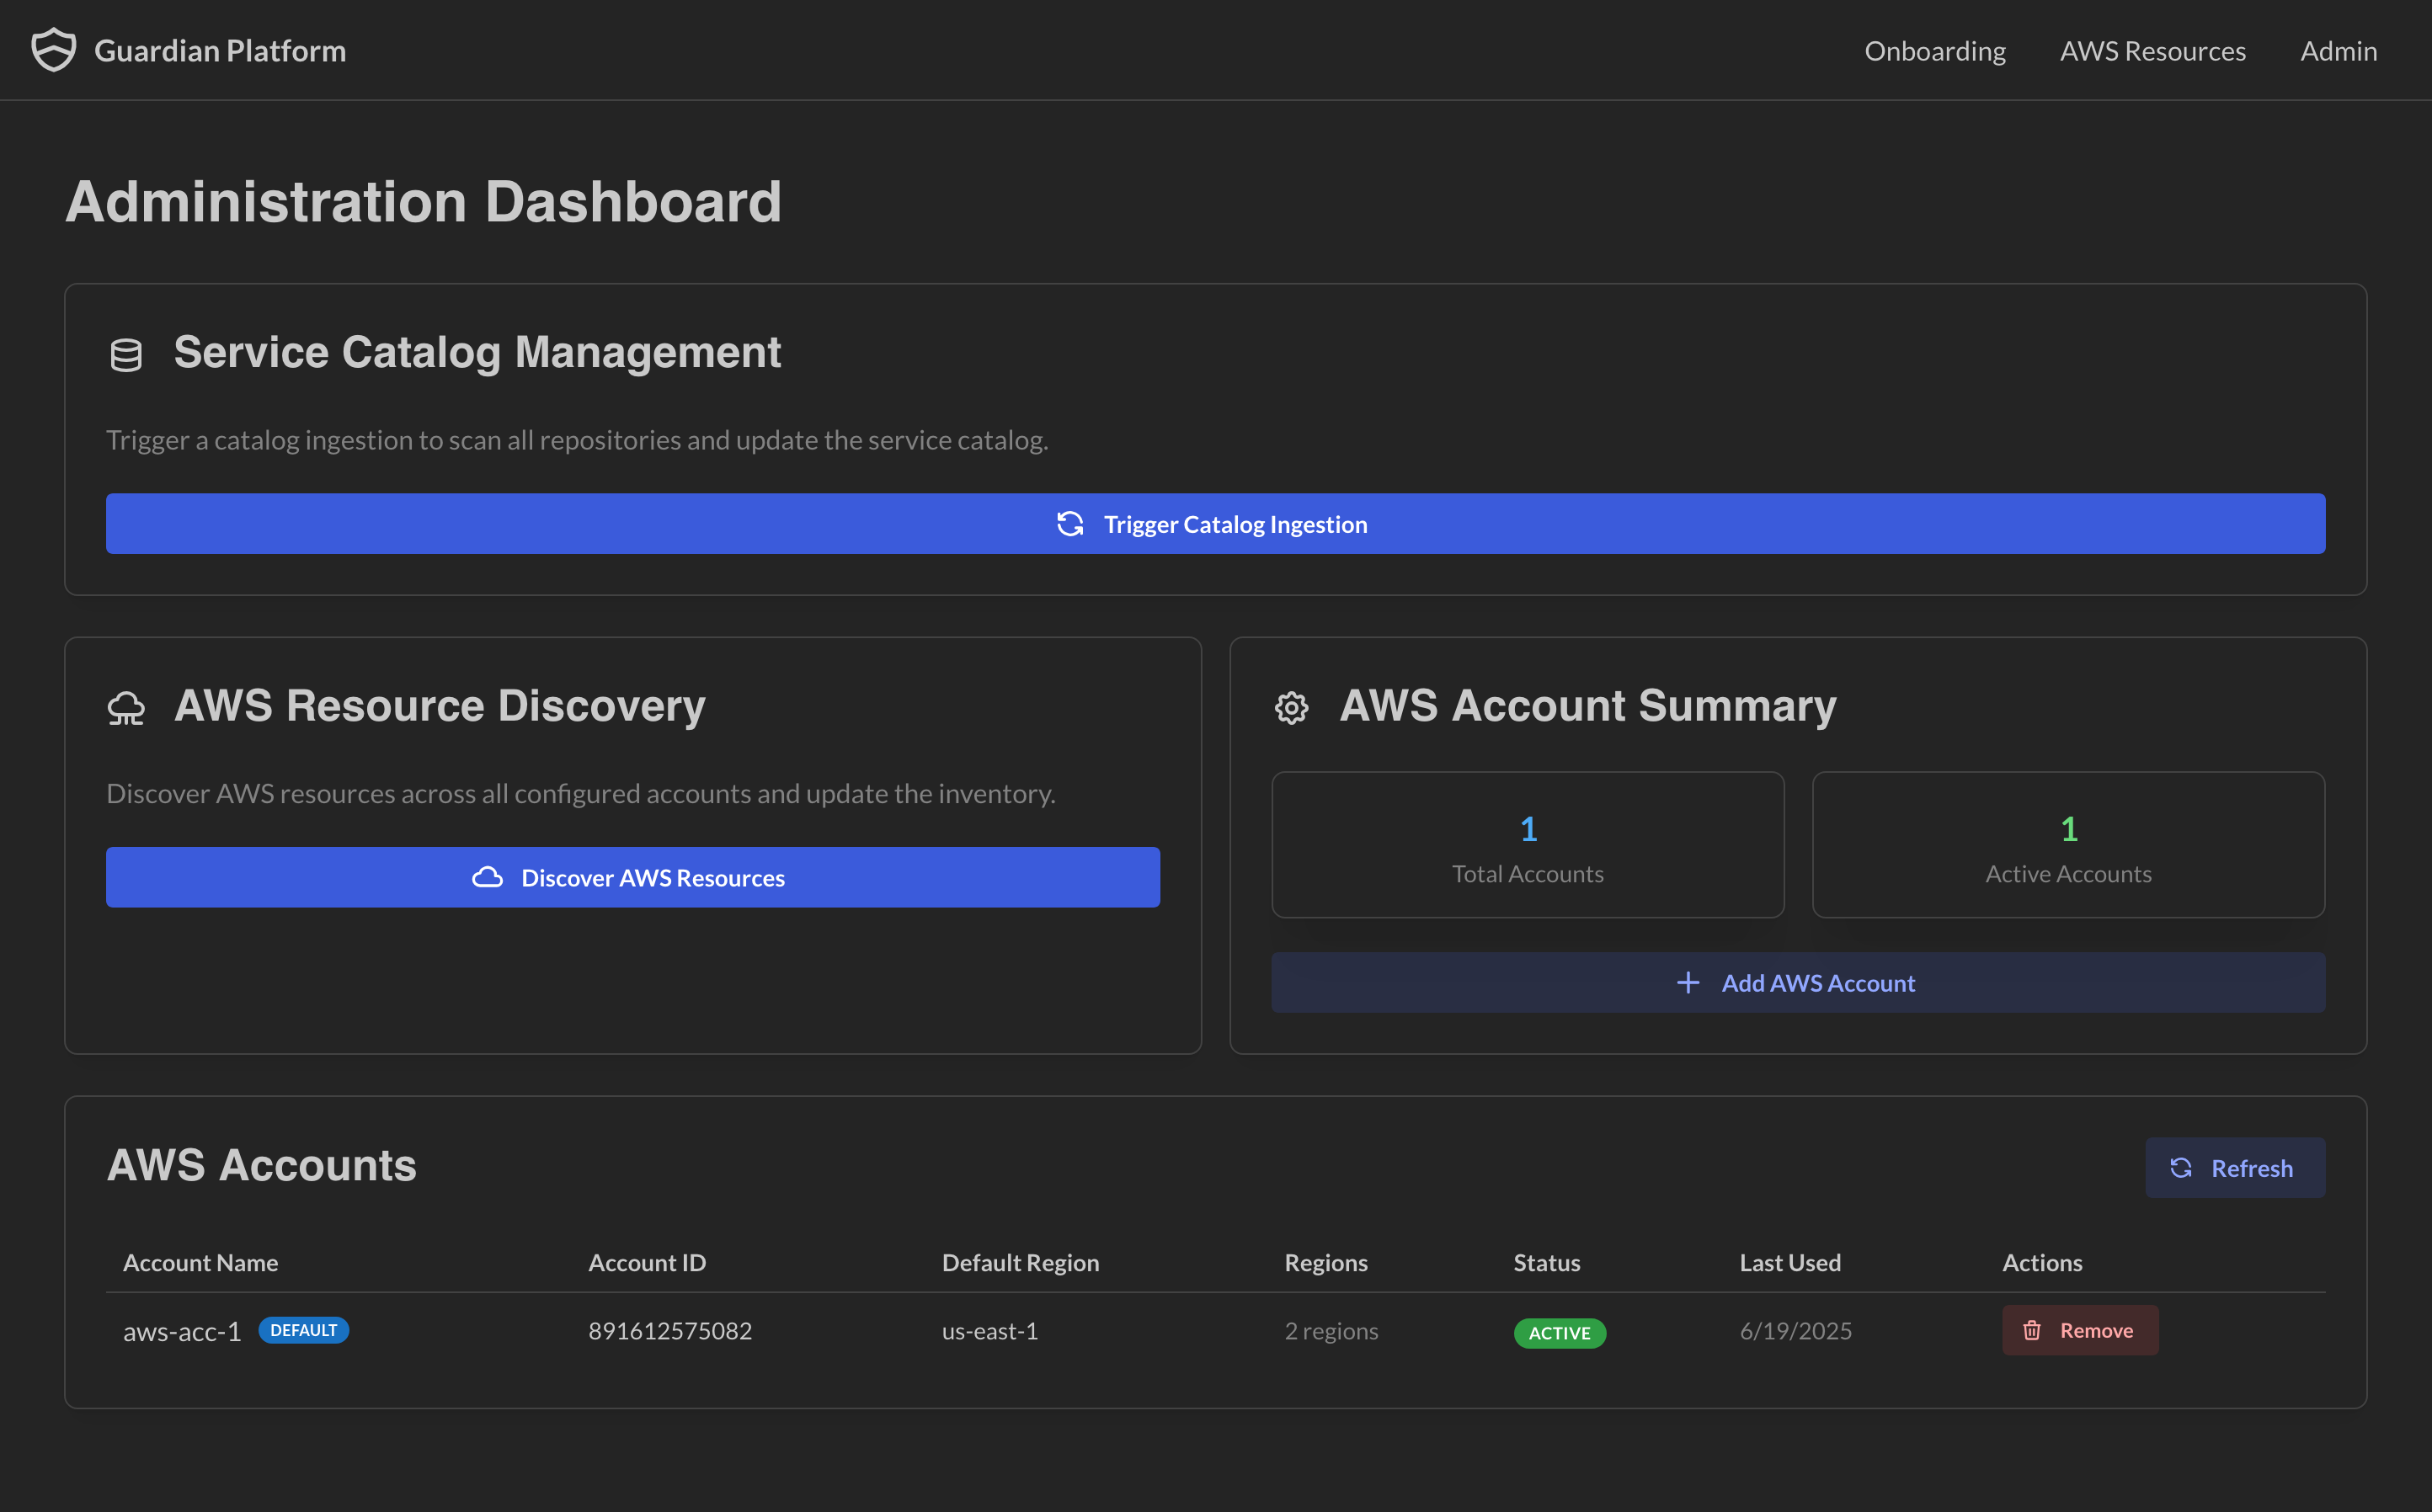 Guardian Platform
Onboarding
AWS Resources
Admin
Administration Dashboard
Service Catalog Management
Trigger a catalog ingestion to scan all repositories and update the service catalog.
Trigger Catalog Ingestion
AWS Resource Discovery
Discover AWS resources across all configured accounts and update the inventory.
Discover AWS Resources
AWS Account Summary
1
Total Accounts
1
Active Accounts
Add AWS Account
AWS Accounts
Refresh
Account Name Account ID Default Region Regions Status Last Used Actions
aws-acc-1 DEFAULT 891612575082 us-east-1 2 regions ACTIVE 6/19/2025 Remove